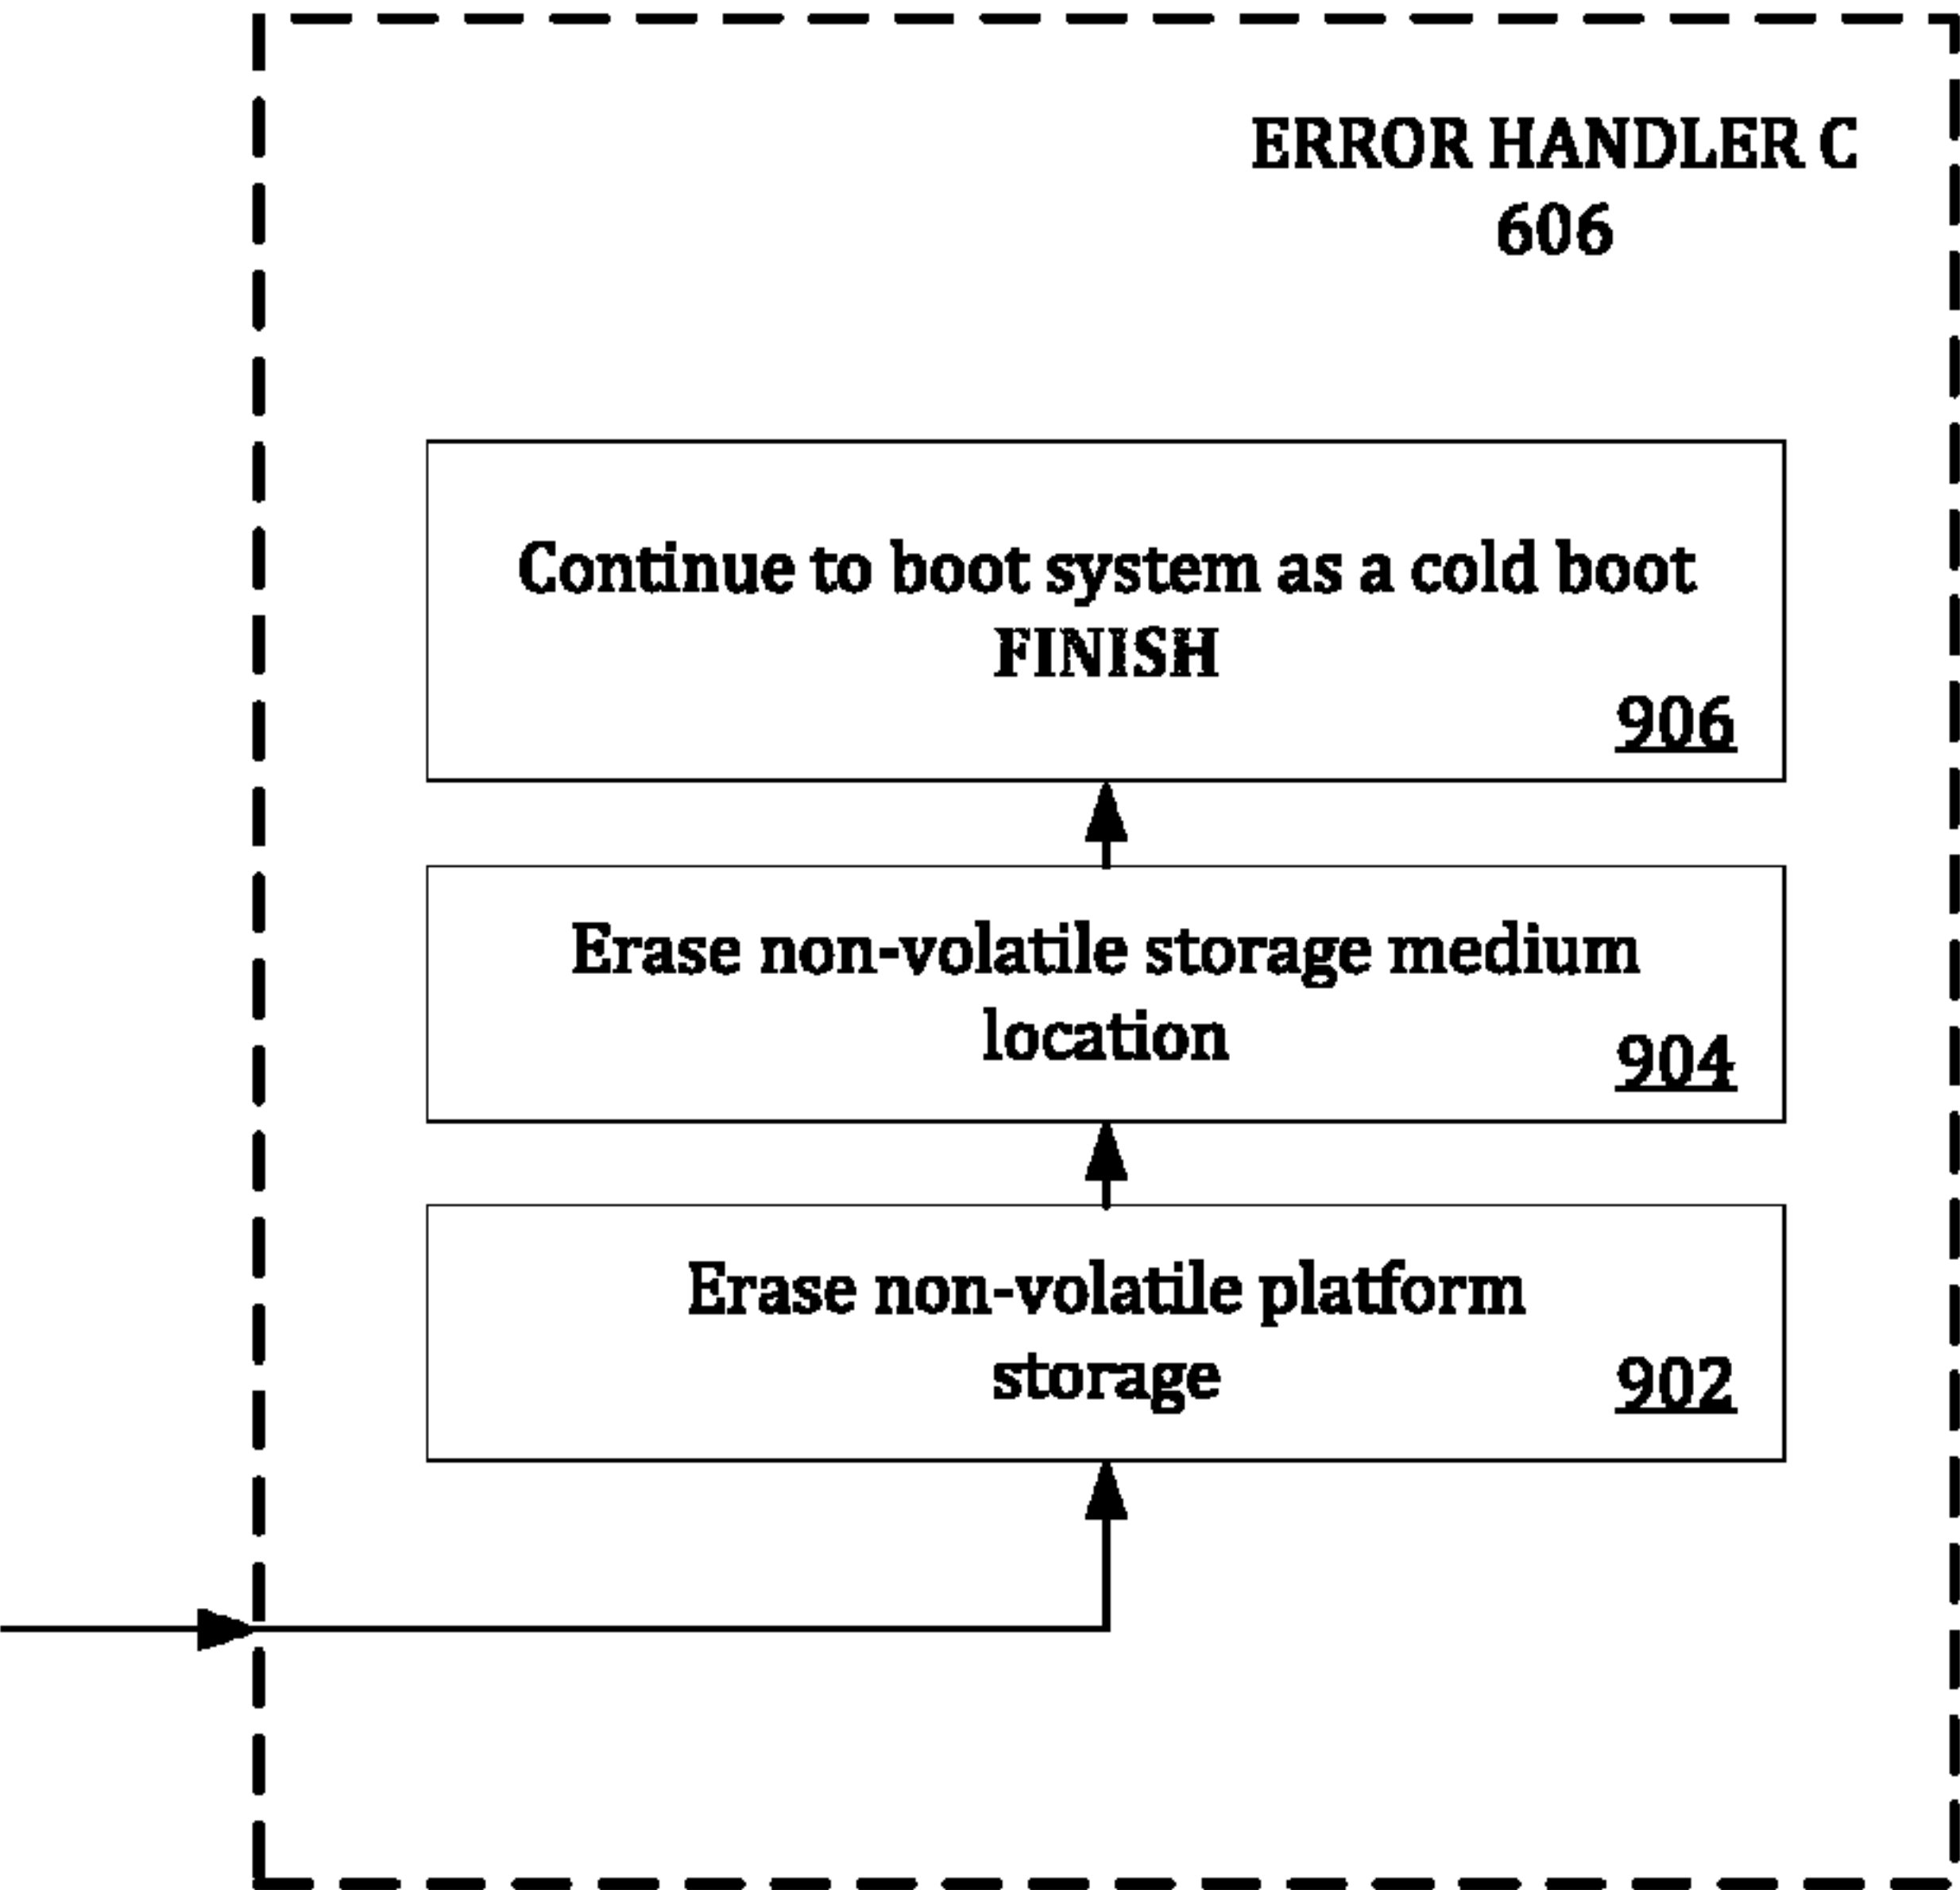 ERROR HANDLER C
606
Continue to boot system as a cold boot
FINISH
906
Erase non-volatile storage medium
location
904
Erase non-volatile platform
storage
902